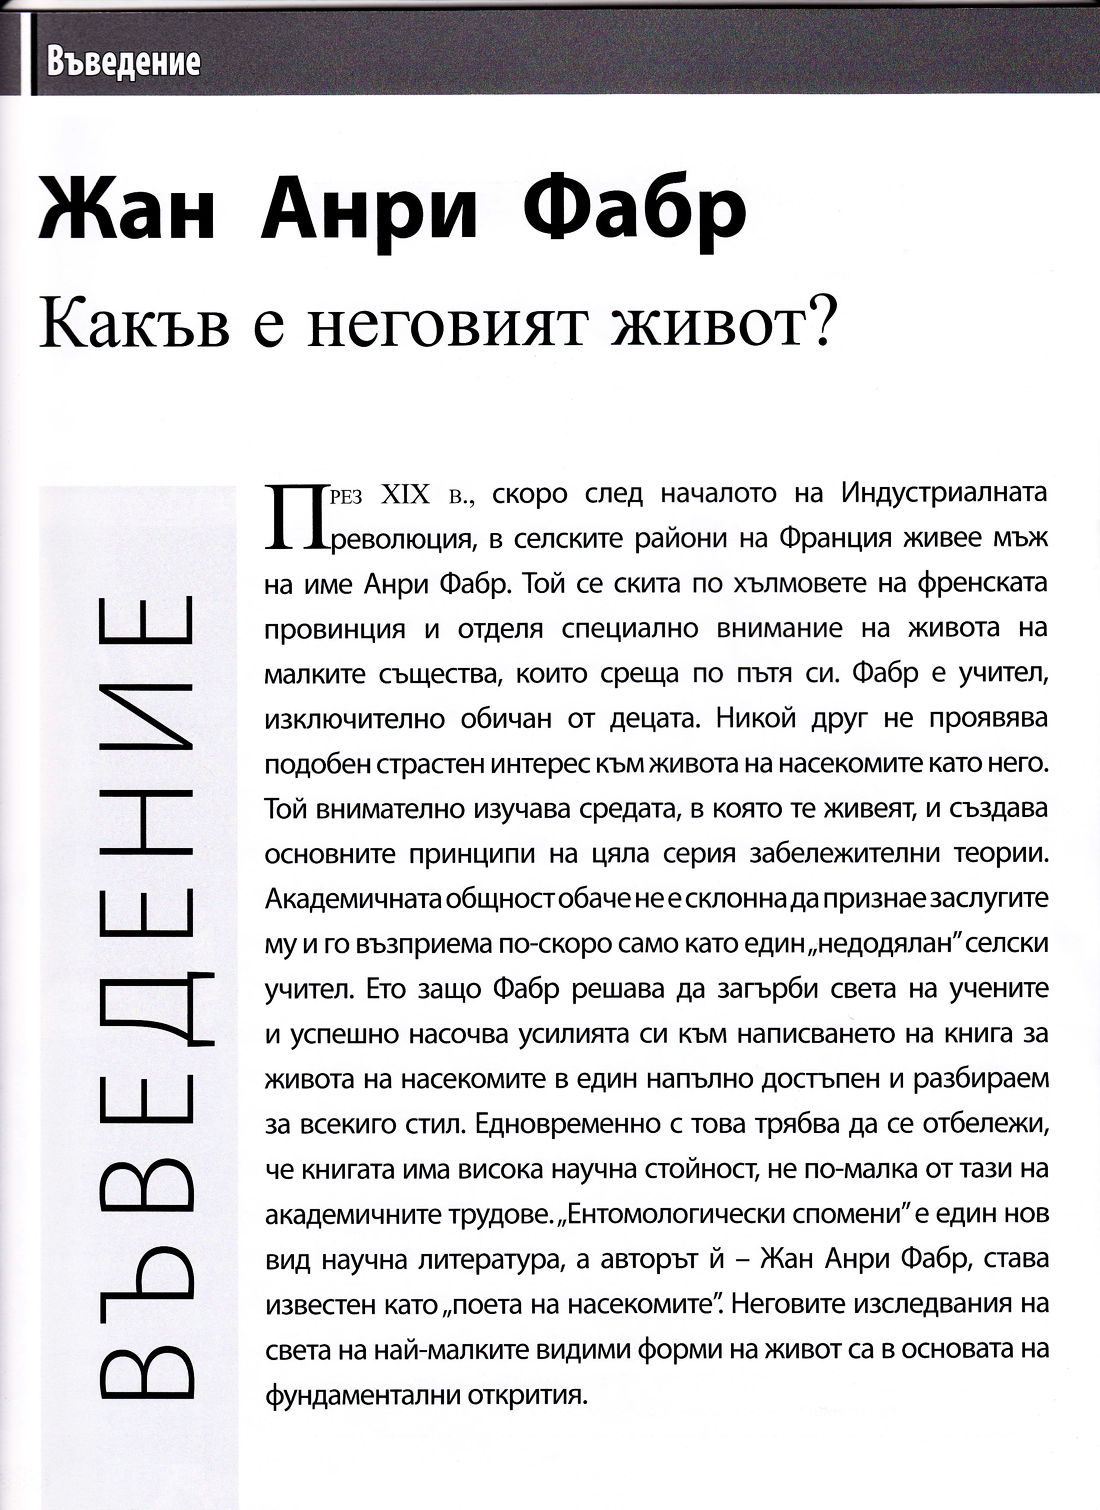 Въведение
Жан Анри Фабр
Какъв е неговият живот?
ВЪВЕДЕНИЕ
През XIX в., скоро след началото на Индустриалната
революция, в селските райони на Франция живее мъж
на име Анри Фабр. Той се скита по хълмовете на френската
провинция и отделя специално внимание на живота на
малките същества, които среща по пътя си. Фабр е учител,
изключително обичан от децата. Никой друг не проявява
подобен страстен интерес към живота на насекомите като него.
Той внимателно изучава средата, в която те живеят, и създава
основните принципи на цяла серия забележителни теории.
Академичната общност обаче не е склонна да признае заслугите
му и го възприема по-скоро само като един „недодялан” селски
учител. Ето защо Фабр решава да загърби света на учените
и успешно насочва усилията си към написването на книга за
живота на насекомите в един напълно достъпен и разбираем
за всекиго стил. Едновременно с това трябва да се отбележи,
че книгата има висока научна стойност, не по-малка от тази на
академичните трудове. „Ентомологически спомени” е един нов
вид научна литература, а авторът й – Жан Анри Фабр, става
известен като „поета на насекомите”. Неговите изследвания на
света на най-малките видими форми на живот са в основата на
фундаментални открития.